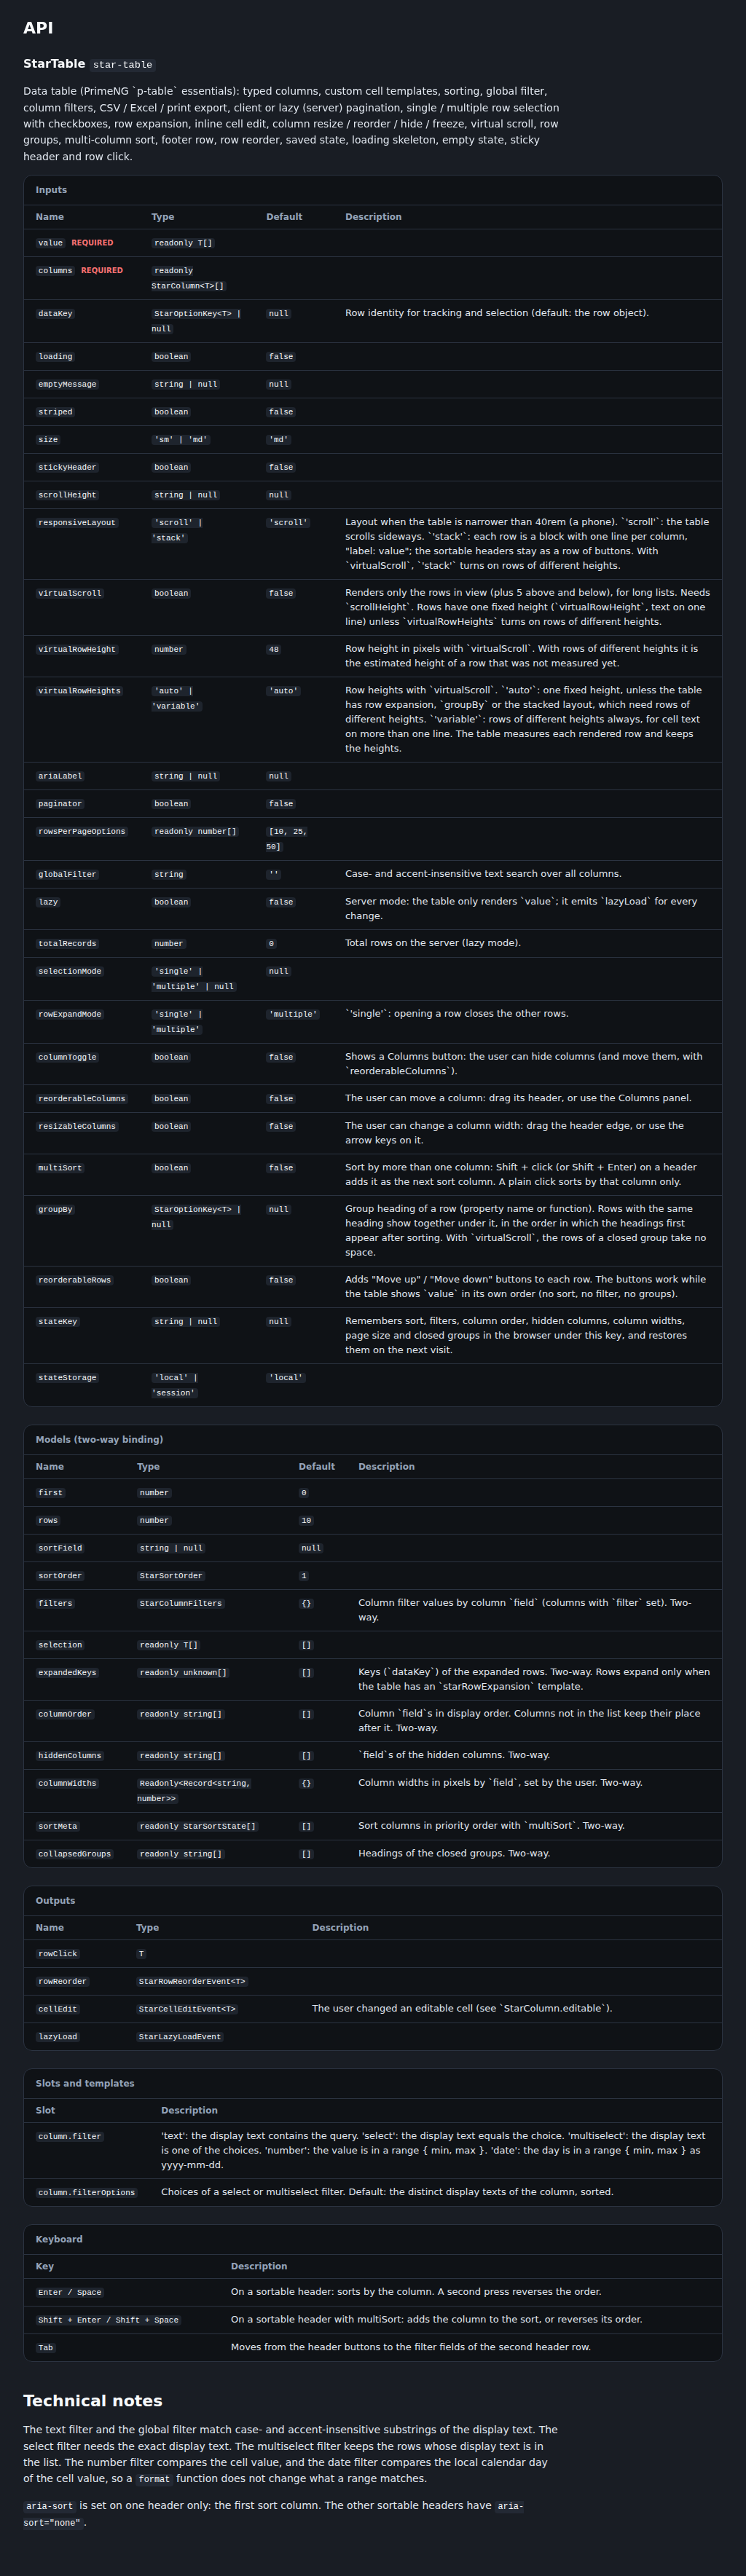 API
StarTable star-table
Data table (PrimeNG `p-table` essentials): typed columns, custom cell templates, sorting, global filter,
column filters, CSV / Excel / print export, client or lazy (server) pagination, single / multiple row selection
with checkboxes, row expansion, inline cell edit, column resize / reorder / hide / freeze, virtual scroll, row
groups, multi-column sort, footer row, row reorder, saved state, loading skeleton, empty state, sticky
header and row click.
Inputs
Name Type Default Description
value REQUIRED readonly T[]
columns REQUIRED readonly
StarColumn<T>[]
dataKey StarOptionKey<T> | null Row identity for tracking and selection (default: the row object).
null
loading boolean false
emptyMessage string | null null
striped boolean false
size 'sm' | 'md' 'md'
stickyHeader boolean false
scrollHeight string | null null
responsiveLayout 'scroll' | 'scroll' Layout when the table is narrower than 40rem (a phone). `'scroll'`: the table
'stack' scrolls sideways. `'stack'`: each row is a block with one line per column,
"label: value"; the sortable headers stay as a row of buttons. With
`virtualScroll`, `'stack'` turns on rows of different heights.
virtualScroll boolean false Renders only the rows in view (plus 5 above and below), for long lists. Needs
`scrollHeight`. Rows have one fixed height (`virtualRowHeight`, text on one
line) unless `virtualRowHeights` turns on rows of different heights.
virtualRowHeight number 48 Row height in pixels with `virtualScroll`. With rows of different heights it is
the estimated height of a row that was not measured yet.
virtualRowHeights 'auto' | 'auto' Row heights with `virtualScroll`. `'auto'`: one fixed height, unless the table
'variable' has row expansion, `groupBy` or the stacked layout, which need rows of
different heights. `'variable'`: rows of different heights always, for cell text
on more than one line. The table measures each rendered row and keeps
the heights.
ariaLabel string | null null
paginator boolean false
rowsPerPageOptions readonly number[] [10, 25,
50]
globalFilter string '' Case- and accent-insensitive text search over all columns.
lazy boolean false Server mode: the table only renders `value`; it emits `lazyLoad` for every
change.
totalRecords number 0 Total rows on the server (lazy mode).
selectionMode 'single' | null
'multiple' | null
rowExpandMode 'single' | 'multiple' `'single'`: opening a row closes the other rows.
'multiple'
columnToggle boolean false Shows a Columns button: the user can hide columns (and move them, with
`reorderableColumns`).
reorderableColumns boolean false The user can move a column: drag its header, or use the Columns panel.
resizableColumns boolean false The user can change a column width: drag the header edge, or use the
arrow keys on it.
multiSort boolean false Sort by more than one column: Shift + click (or Shift + Enter) on a header
adds it as the next sort column. A plain click sorts by that column only.
groupBy StarOptionKey<T> | null Group heading of a row (property name or function). Rows with the same
null heading show together under it, in the order in which the headings first
appear after sorting. With `virtualScroll`, the rows of a closed group take no
space.
reorderableRows boolean false Adds "Move up" / "Move down" buttons to each row. The buttons work while
the table shows `value` in its own order (no sort, no filter, no groups).
stateKey string | null null Remembers sort, filters, column order, hidden columns, column widths,
page size and closed groups in the browser under this key, and restores
them on the next visit.
stateStorage 'local' | 'local'
'session'
Models (two-way binding)
Name Type Default Description
first number 0
rows number 10
sortField string | null null
sortOrder StarSortOrder 1
filters StarColumnFilters {} Column filter values by column `field` (columns with `filter` set). Two-
way.
selection readonly T[] []
expandedKeys readonly unknown[] [] Keys (`dataKey`) of the expanded rows. Two-way. Rows expand only when
the table has an `starRowExpansion` template.
columnOrder readonly string[] [] Column `field`s in display order. Columns not in the list keep their place
after it. Two-way.
hiddenColumns readonly string[] [] `field`s of the hidden columns. Two-way.
columnWidths Readonly<Record<string, {} Column widths in pixels by `field`, set by the user. Two-way.
number>>
sortMeta readonly StarSortState[] [] Sort columns in priority order with `multiSort`. Two-way.
collapsedGroups readonly string[] [] Headings of the closed groups. Two-way.
Outputs
Name Type Description
rowClick T
rowReorder StarRowReorderEvent<T>
cellEdit StarCellEditEvent<T> The user changed an editable cell (see `StarColumn.editable`).
lazyLoad StarLazyLoadEvent
Slots and templates
Slot Description
column.filter 'text': the display text contains the query. 'select': the display text equals the choice. 'multiselect': the display text
is one of the choices. 'number': the value is in a range { min, max }. 'date': the day is in a range { min, max } as
yyyy-mm-dd.
column.filterOptions Choices of a select or multiselect filter. Default: the distinct display texts of the column, sorted.
Keyboard
Key Description
Enter / Space On a sortable header: sorts by the column. A second press reverses the order.
Shift + Enter / Shift + Space On a sortable header with multiSort: adds the column to the sort, or reverses its order.
Tab Moves from the header buttons to the filter fields of the second header row.
Technical notes
The text filter and the global filter match case- and accent-insensitive substrings of the display text. The
select filter needs the exact display text. The multiselect filter keeps the rows whose display text is in
the list. The number filter compares the cell value, and the date filter compares the local calendar day
of the cell value, so a format function does not change what a range matches.
aria-sort is set on one header only: the first sort column. The other sortable headers have aria-
sort="none" .